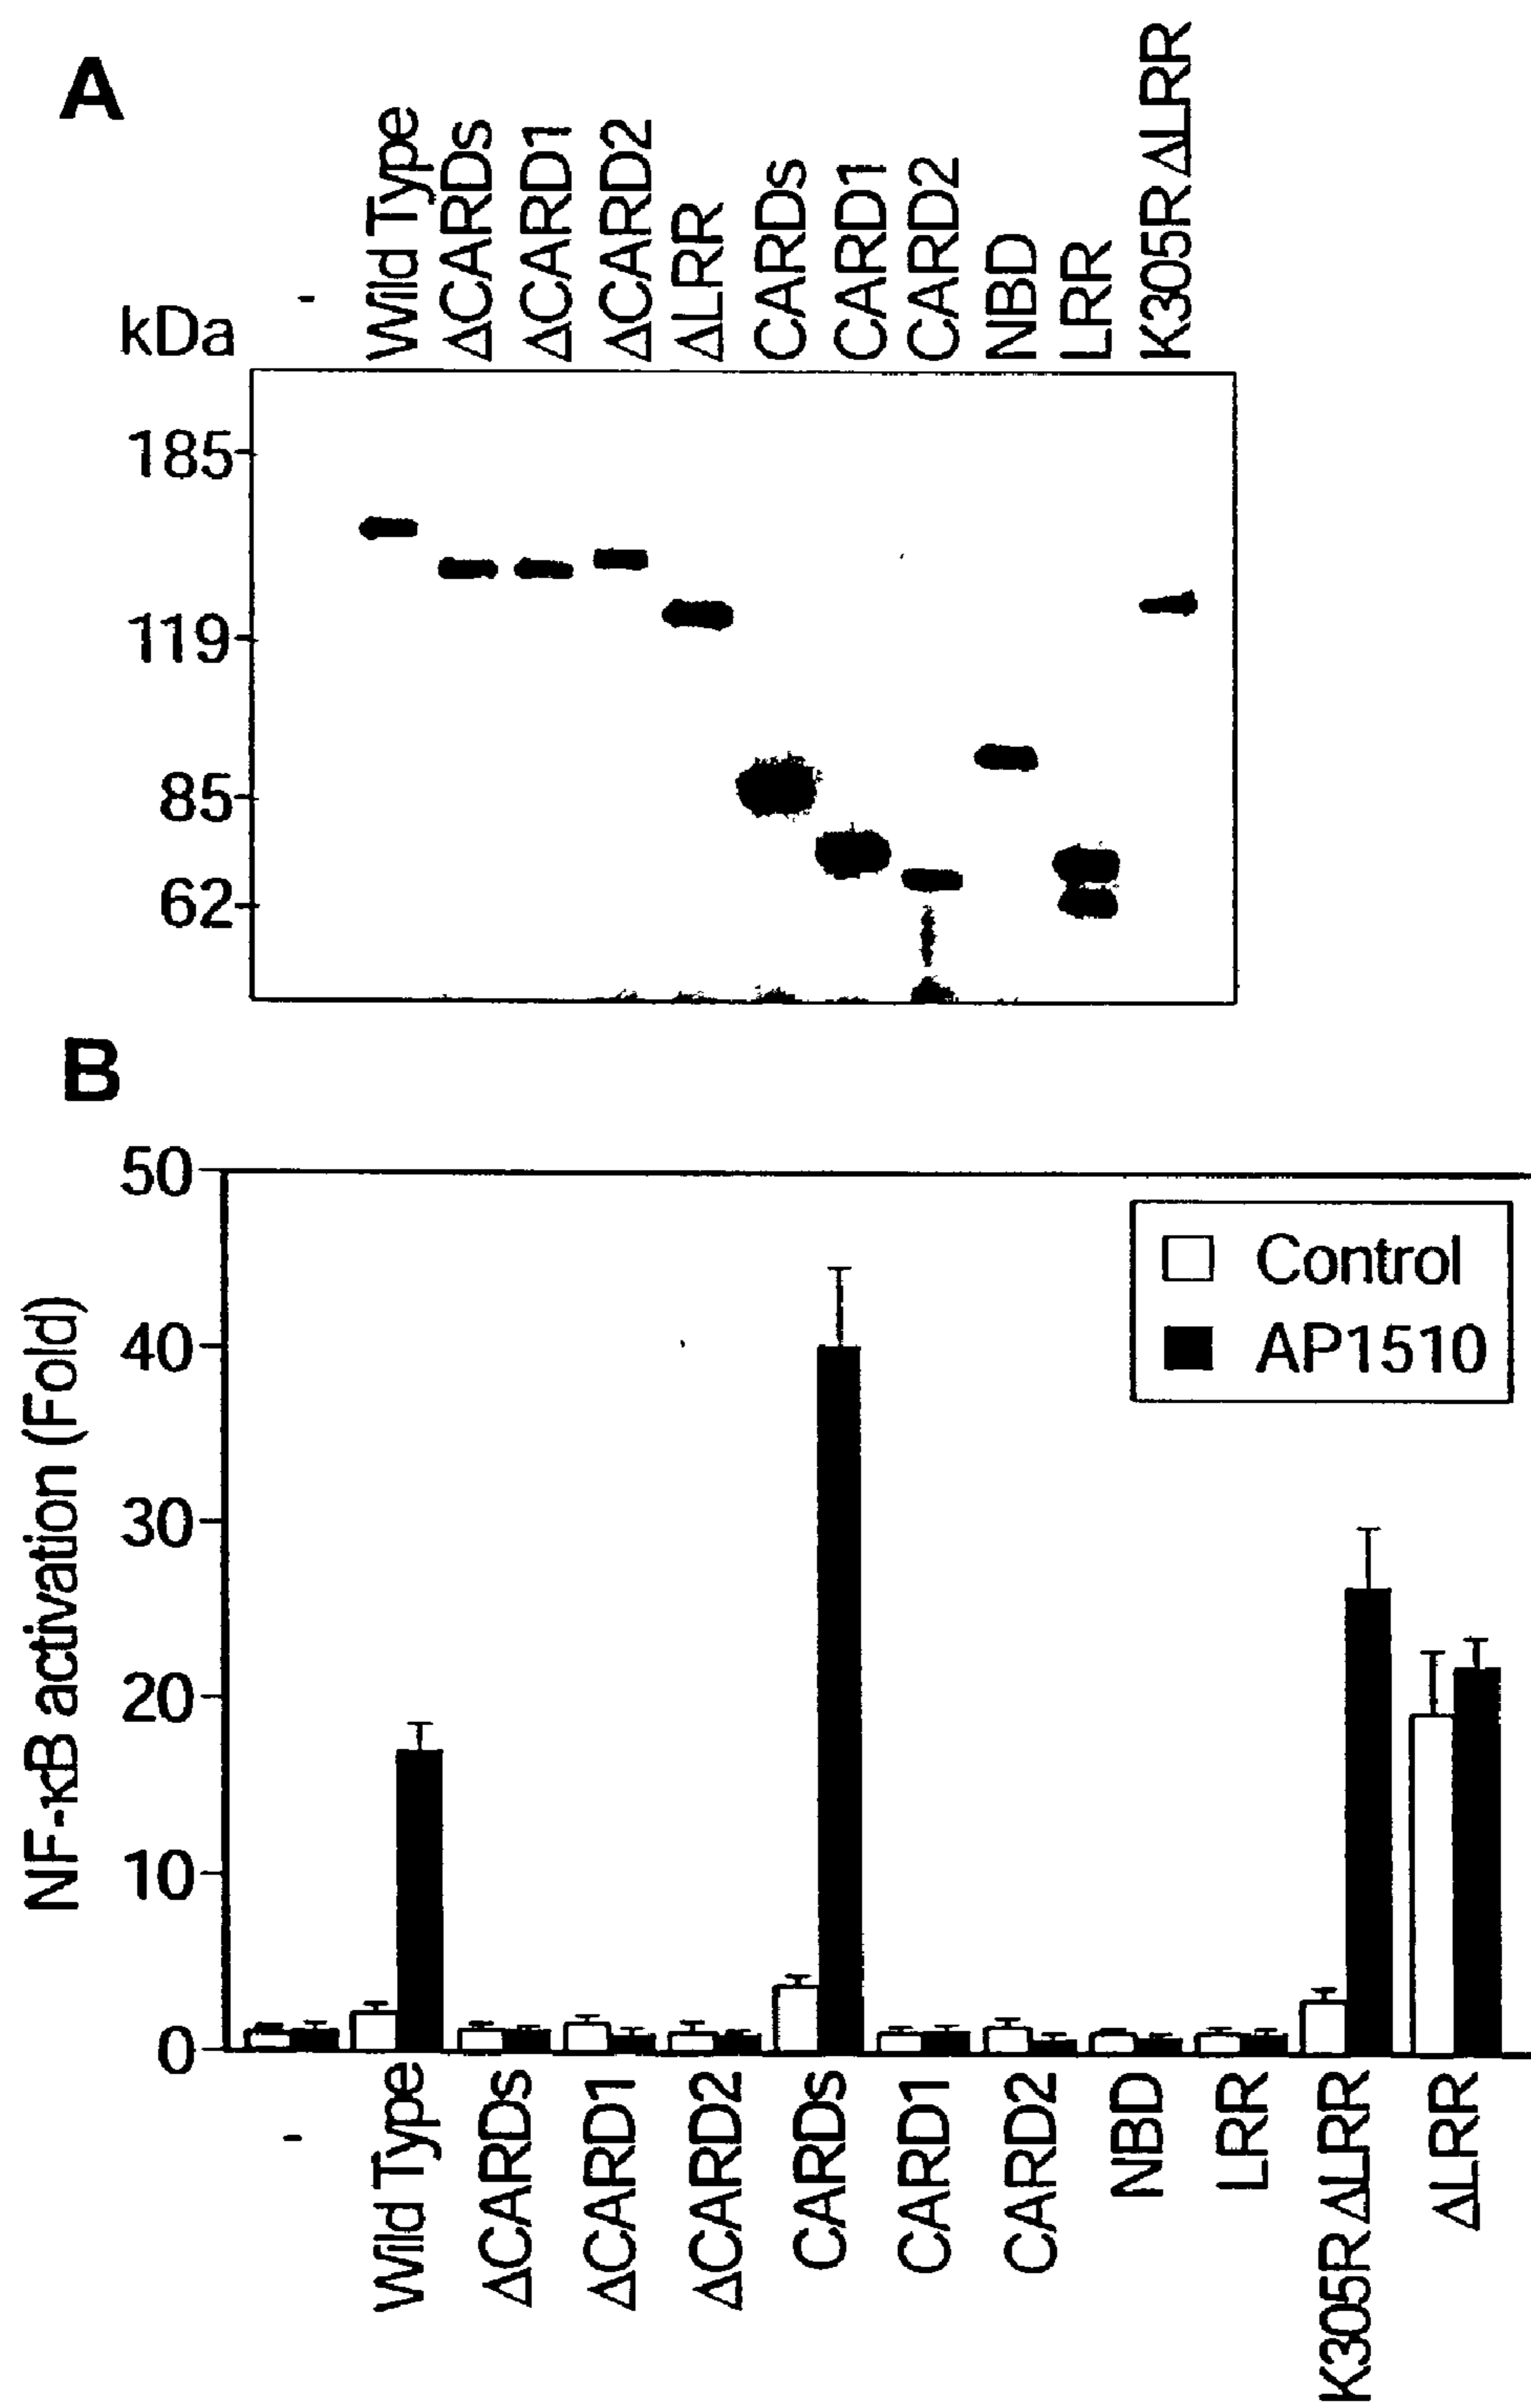 A
-
Wild Type
ΔCARDs
ΔCARD1
ΔCARD2
ΔLRR
CARDs
CARD1
CARD2
NBD
LRR
K305RΔLRR
kDa
185
119
85
62
B
NF-κB activation (Fold)
50
40
30
20
10
0
Control
AP1510
-
Wild Type
ΔCARDs
ΔCARD1
ΔCARD2
CARDs
CARD1
CARD2
NBD
LRR
K305RΔLRR
ΔLRR